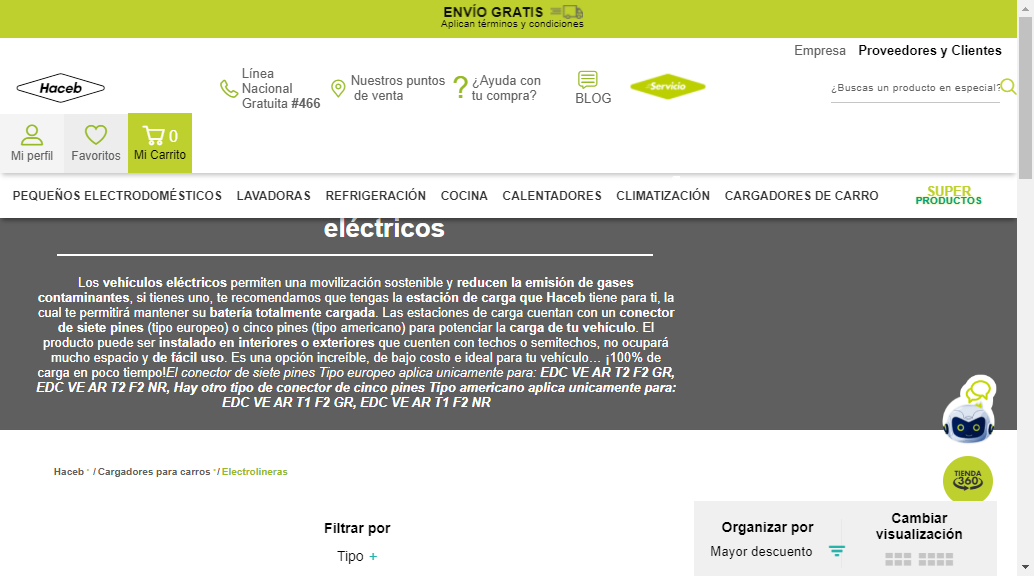 ENVÍO GRATIS
Aplican términos y condiciones
Empresa Proveedores y Clientes
Haceb
Línea
Nacional
Gratuita #466
Nuestros puntos
de venta
¿Ayuda con
tu compra?
BLOG
Servicio
¿Buscas un producto en especial?
Mi perfil
Favoritos
0
Mi Carrito
PEQUEÑOS ELECTRODOMÉSTICOS LAVADORAS REFRIGERACIÓN COCINA CALENTADORES CLIMATIZACIÓN CARGADORES DE CARRO
SUPER
PRODUCTOS
eléctricos
Los vehículos eléctricos permiten una movilización sostenible y reducen la emisión de gases
contaminantes, si tienes uno, te recomendamos que tengas la estación de carga que Haceb tiene para ti, la
cual te permitirá mantener su batería totalmente cargada. Las estaciones de carga cuentan con un conector
de siete pines (tipo europeo) o cinco pines (tipo americano) para potenciar la carga de tu vehículo. El
producto puede ser instalado en interiores o exteriores que cuenten con techos o semitechos, no ocupará
mucho espacio y de fácil uso. Es una opción increíble, de bajo costo e ideal para tu vehículo… ¡100% de
carga en poco tiempo!El conector de siete pines Tipo europeo aplica unicamente para: EDC VE AR T2 F2 GR,
EDC VE AR T2 F2 NR, Hay otro tipo de conector de cinco pines Tipo americano aplica unicamente para:
EDC VE AR T1 F2 GR, EDC VE AR T1 F2 NR
TIENDA
360
Haceb / Cargadores para carros / Electrolineras
Filtrar por
Tipo +
Organizar por
Mayor descuento
Cambiar
visualización